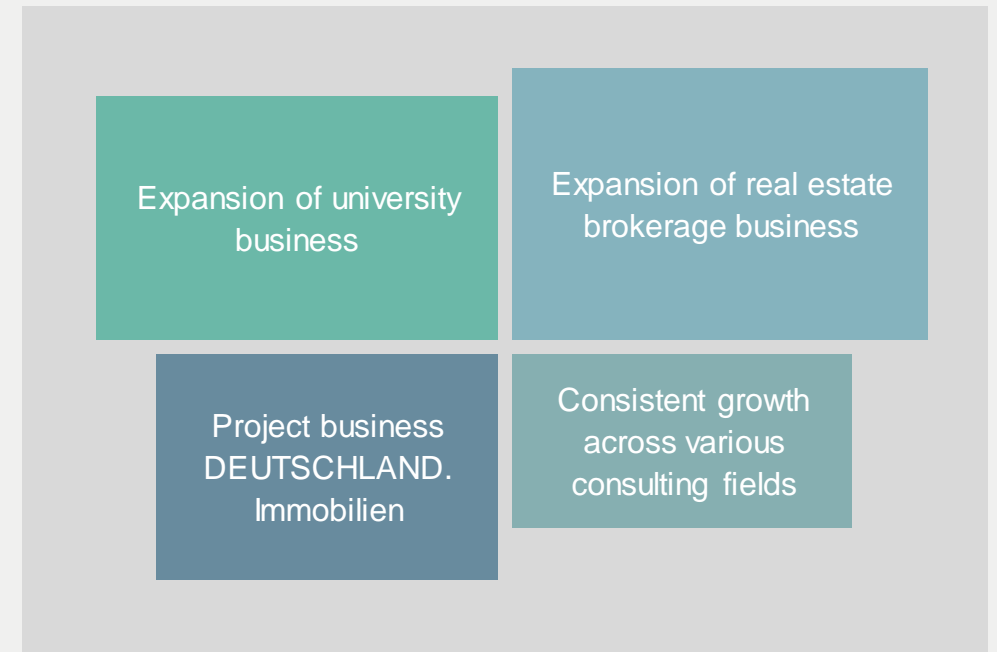 Expansion of university
business
Expansion of real estate
brokerage business
Project business
DEUTSCHLAND.
Immobilien
Consistent growth
across various
consulting fields